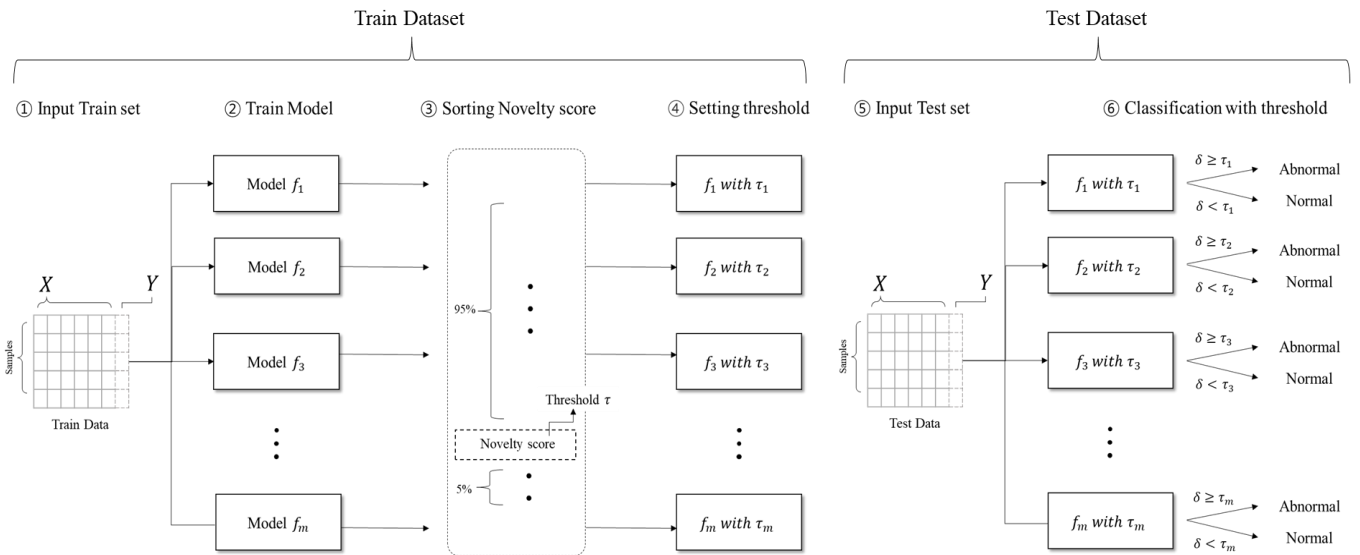 Train Dataset
Test Dataset
① Input Train set
② Train Model
③ Sorting Novelty score
④ Setting threshold
⑤ Input Test set
⑥ Classification with threshold
X
Y
Samples
Train Data
Model f₁
Model f₂
Model f₃
Model fₘ
95%
Threshold τ
Novelty score
5%
f₁ with τ₁
f₂ with τ₂
f₃ with τ₃
fₘ with τₘ
X
Y
Samples
Test Data
f₁ with τ₁
δ ≥ τ₁
Abnormal
δ < τ₁
Normal
f₂ with τ₂
δ ≥ τ₂
Abnormal
δ < τ₂
Normal
f₃ with τ₃
δ ≥ τ₃
Abnormal
δ < τ₃
Normal
fₘ with τₘ
δ ≥ τₘ
Abnormal
δ < τₘ
Normal